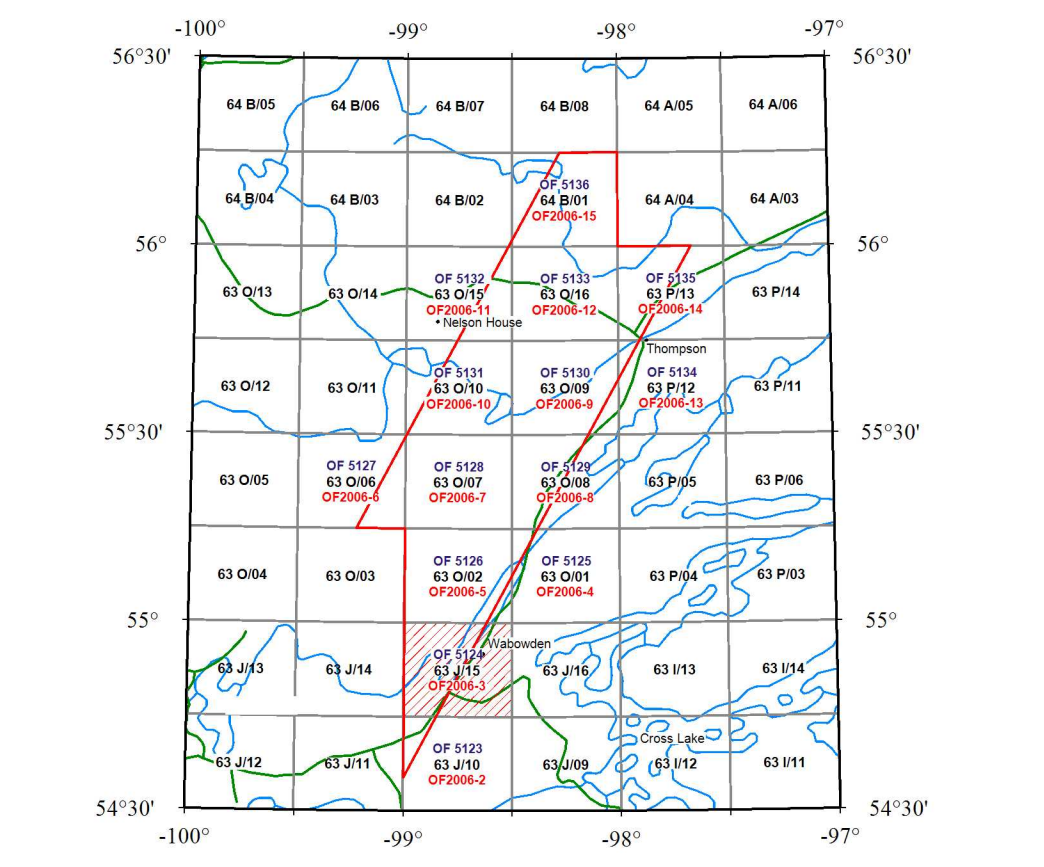 -100°
-99°
-98°
-97°
56°30'
56°30'
64 B/05
64 B/06
64 B/07
64 B/08
64 A/05
64 A/06
OF 5136
64 B/04
64 B/03
64 B/02
64 B/01
64 A/04
64 A/03
OF2006-15
56°
56°
OF 5132
OF 5133
OF 5135
63 O/13
63 O/14
63 O/15
63 O/16
63 P/13
63 P/14
OF2006-11
OF2006-12
OF2006-14
Nelson House
Thompson
OF 5131
OF 5130
OF 5134
63 O/12
63 O/11
63 O/10
63 O/09
63 P/12
63 P/11
OF2006-10
OF2006-9
OF2006-13
55°30'
55°30'
OF 5127
OF 5128
OF 5129
63 O/05
63 O/06
63 O/07
63 O/08
63 P/05
63 P/06
OF2006-6
OF2006-7
OF2006-8
OF 5126
OF 5125
63 O/04
63 O/03
63 O/02
63 O/01
63 P/04
63 P/03
OF2006-5
OF2006-4
55°
55°
Wabowden
OF 5124
63 J/13
63 J/14
63 J/15
63 J/16
63 I/13
63 I/14
OF2006-3
Cross Lake
OF 5123
63 J/12
63 J/11
63 J/10
63 J/09
63 I/12
63 I/11
OF2006-2
54°30'
54°30'
-100°
-99°
-98°
-97°